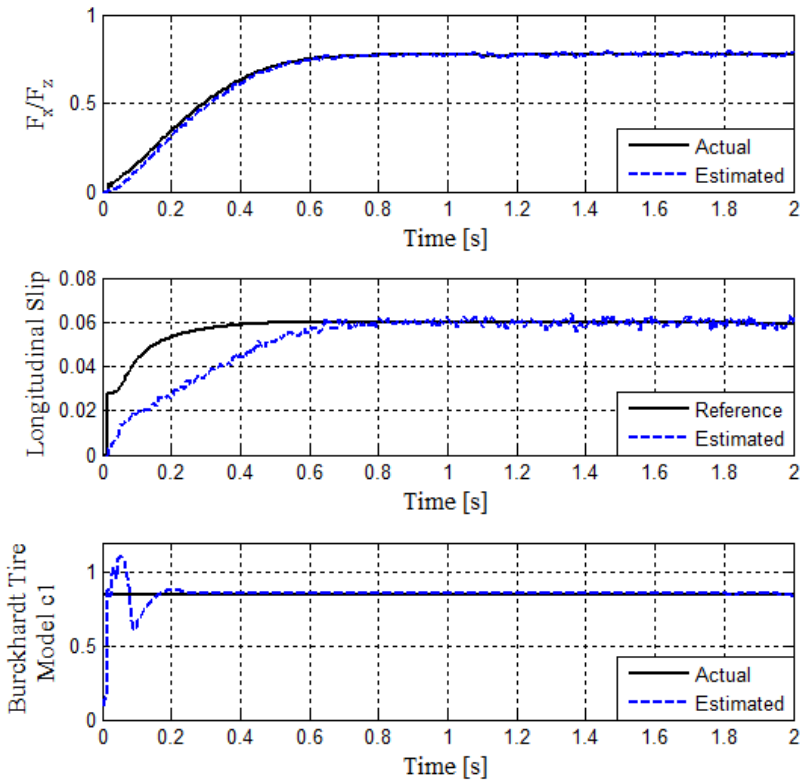 1
0.5
0
F_x/F_z
Actual
Estimated
0 0.2 0.4 0.6 0.8 1 1.2 1.4 1.6 1.8 2
Time [s]
0.08
0.06
0.04
0.02
0
Longitudinal Slip
Reference
Estimated
0 0.2 0.4 0.6 0.8 1 1.2 1.4 1.6 1.8 2
Time [s]
1
0.5
0
Burckhardt Tire
Model c1
Actual
Estimated
0 0.2 0.4 0.6 0.8 1 1.2 1.4 1.6 1.8 2
Time [s]